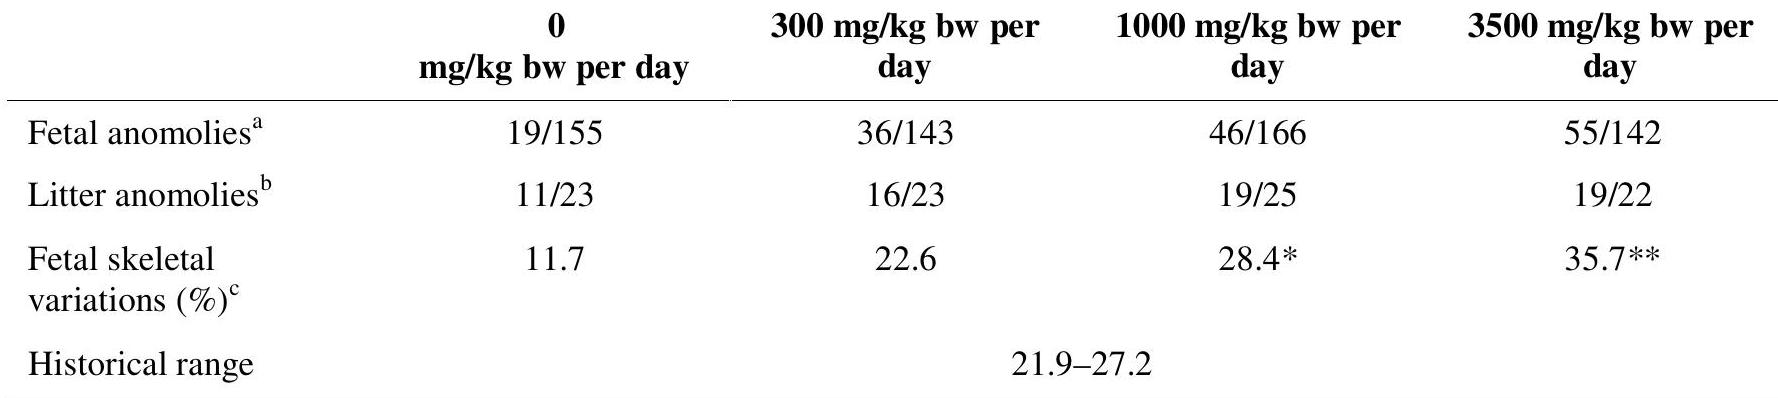 0 300 mg/kg bw per 1000 mg/kg bw per 3500 mg/kg bw per
mg/kg bw per day day day day
Fetal anomolies^a 19/155 36/143 46/166 55/142
Litter anomolies^b 11/23 16/23 19/25 19/22
Fetal skeletal 11.7 22.6 28.4* 35.7**
variations (%)^c
Historical range 21.9–27.2